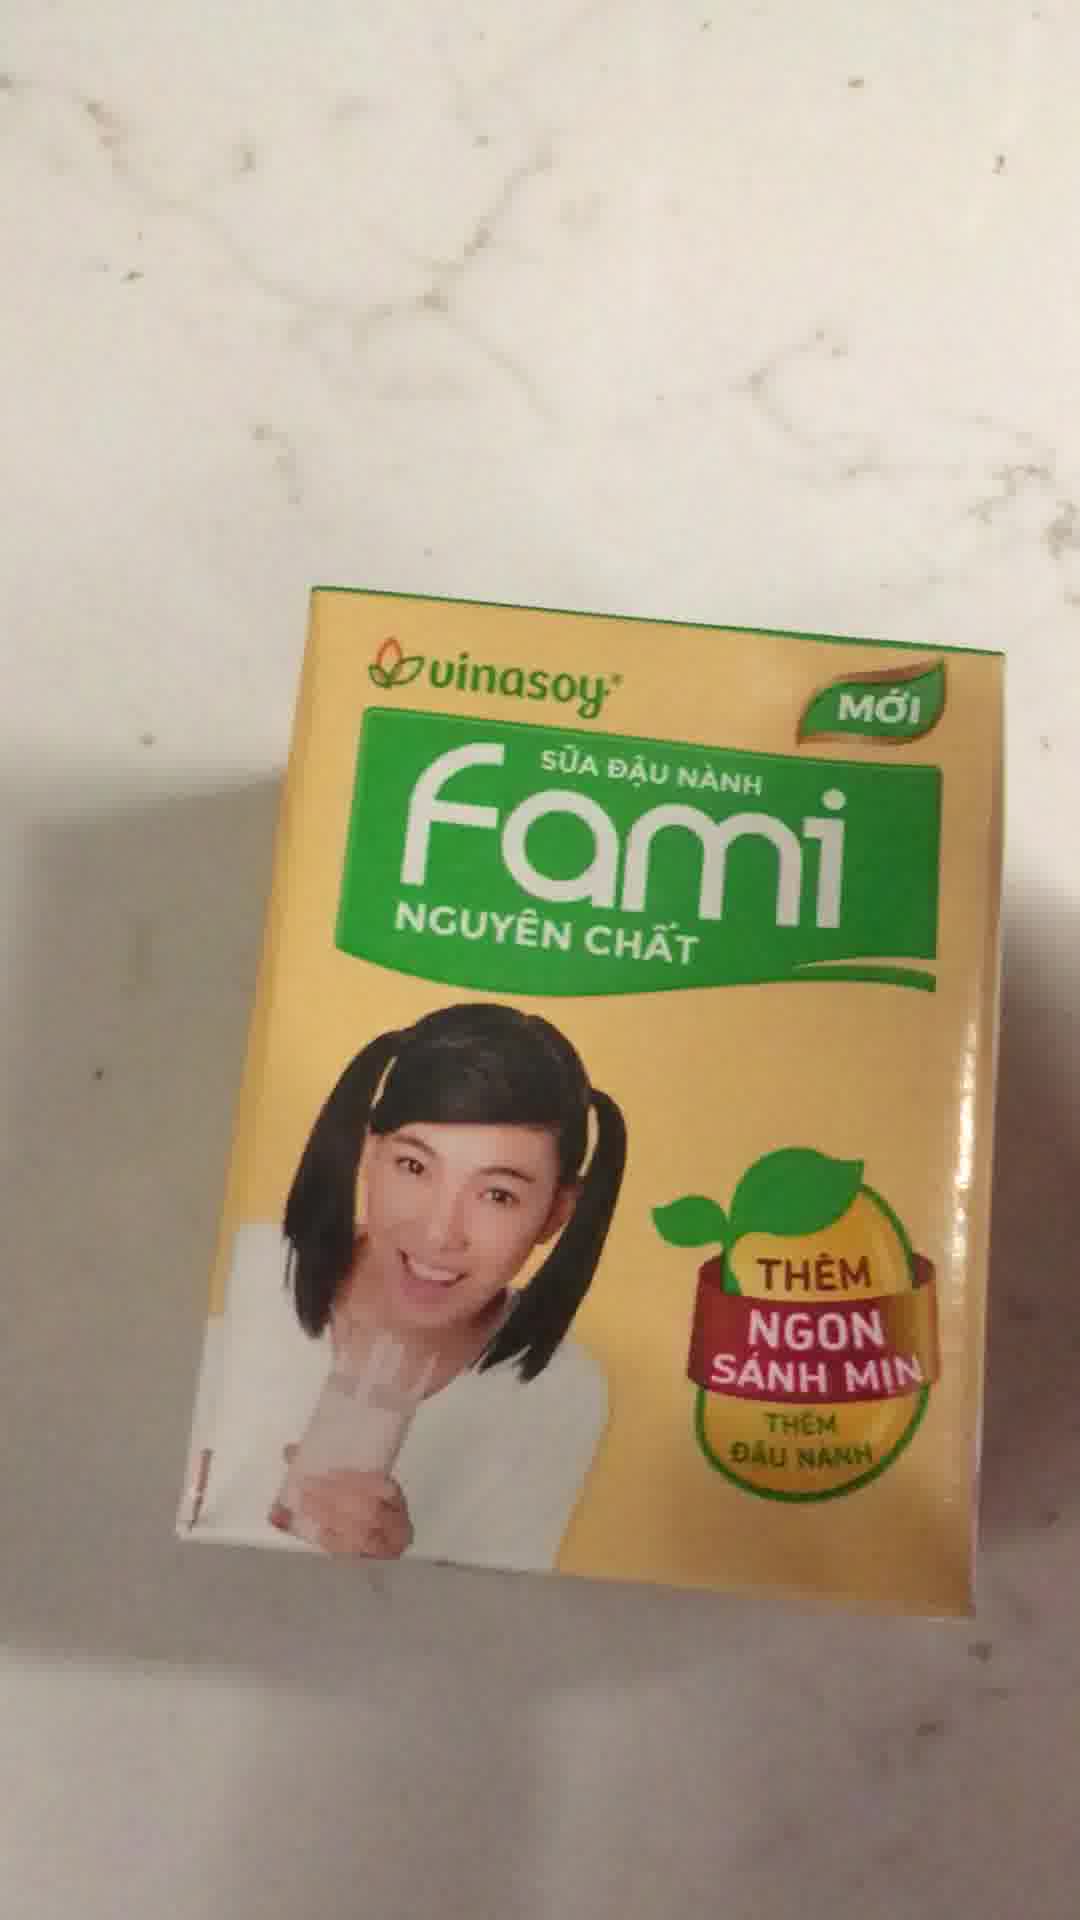 vinasoy
MỚI
SỮA ĐẬU NÀNH
Fami
NGUYÊN CHẤT
THÊM
NGON
SÁNH MỊN
THÊM
ĐẬU NÀNH